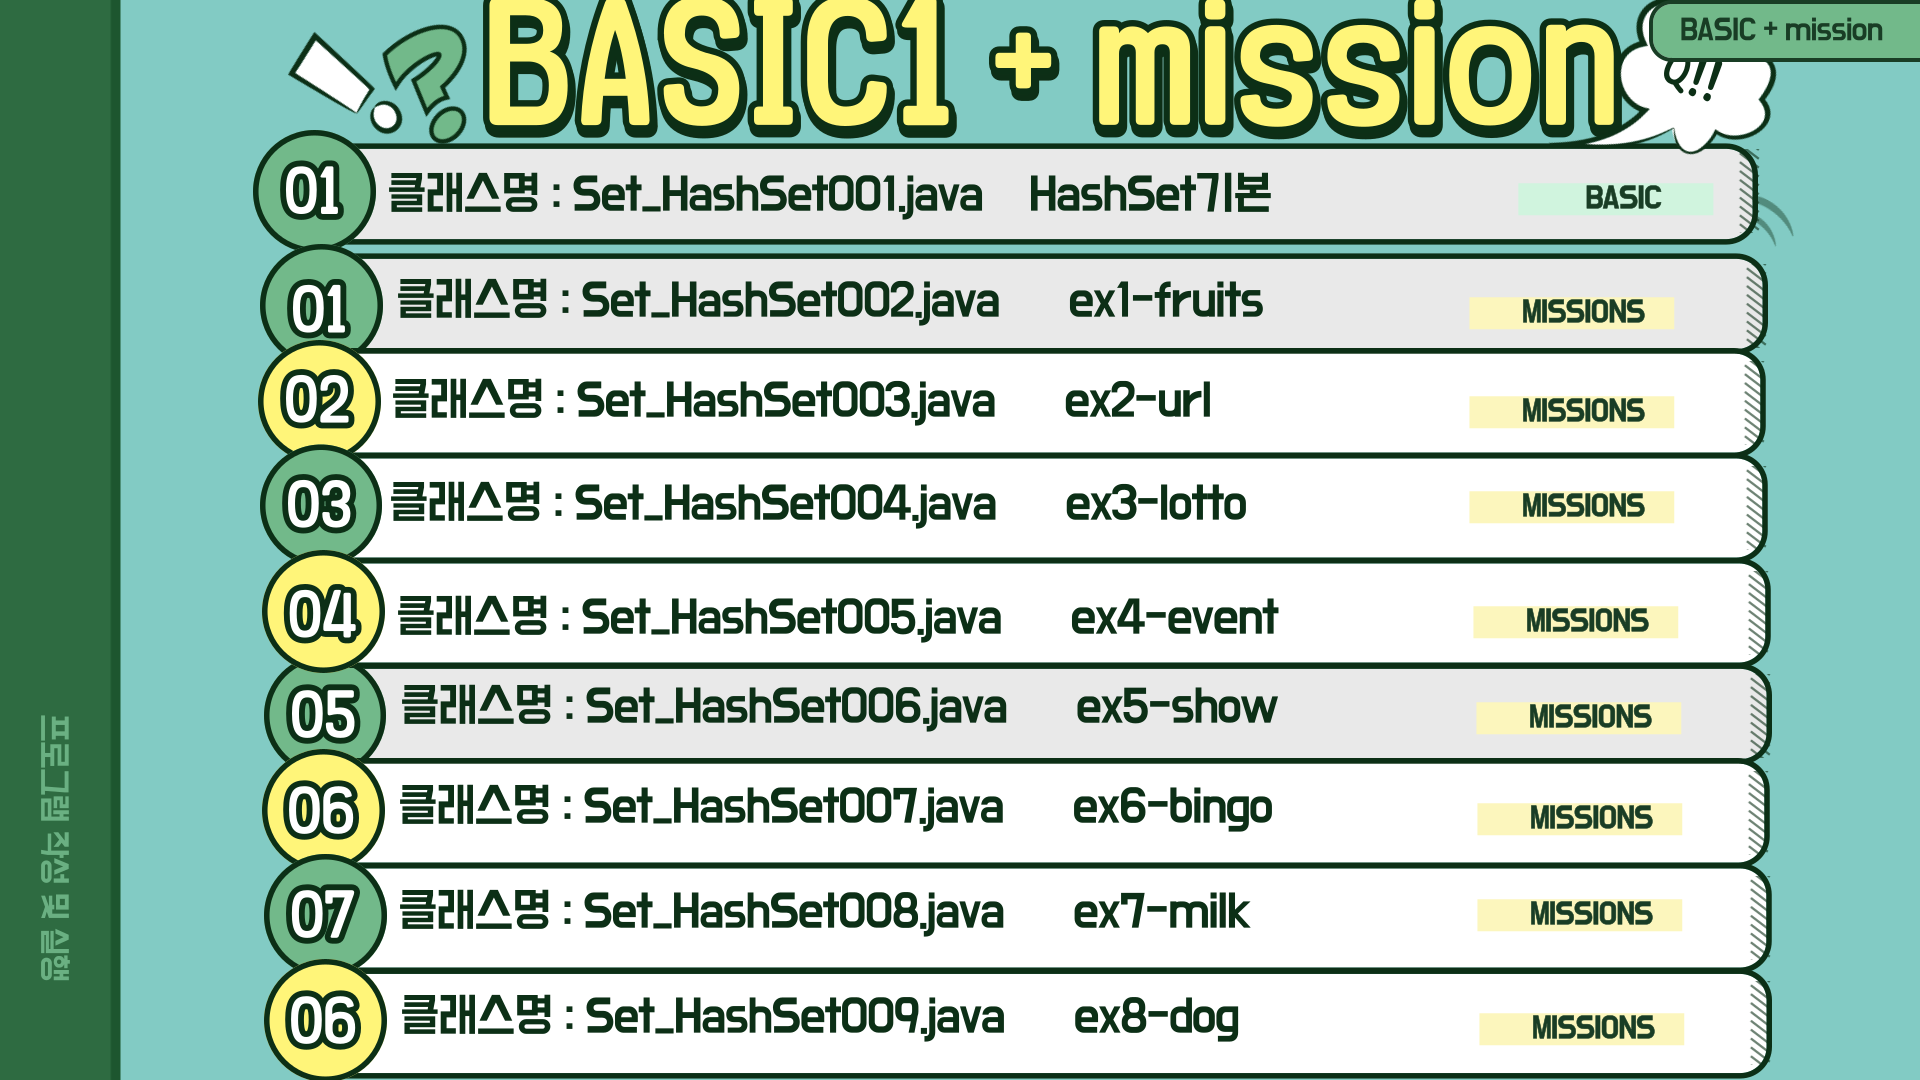 BASIC1 + mission
BASIC + mission
Q!!
01 클래스명 : Set_HashSet001.java HashSet기본 BASIC
01 클래스명 : Set_HashSet002.java ex1-fruits MISSIONS
02 클래스명 : Set_HashSet003.java ex2-url MISSIONS
03 클래스명 : Set_HashSet004.java ex3-lotto MISSIONS
04 클래스명 : Set_HashSet005.java ex4-event MISSIONS
05 클래스명 : Set_HashSet006.java ex5-show MISSIONS
06 클래스명 : Set_HashSet007.java ex6-bingo MISSIONS
07 클래스명 : Set_HashSet008.java ex7-milk MISSIONS
06 클래스명 : Set_HashSet009.java ex8-dog MISSIONS
프로그램 작성 및 실행